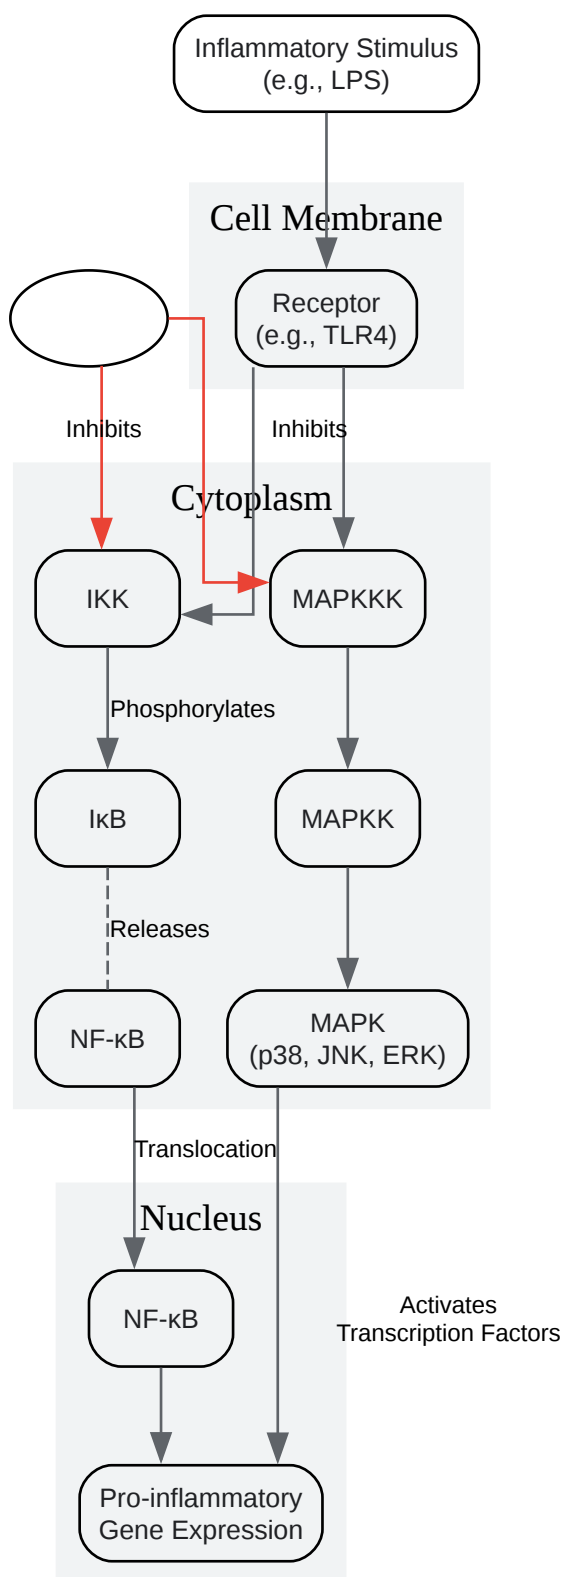 Inflammatory Stimulus
(e.g., LPS)
Cell Membrane
Receptor
(e.g., TLR4)
Inhibits
Inhibits
Cytoplasm
IKK
MAPKKK
Phosphorylates
IκB
MAPKK
Releases
NF-κB
MAPK
(p38, JNK, ERK)
Translocation
Nucleus
NF-κB
Activates
Transcription Factors
Pro-inflammatory
Gene Expression